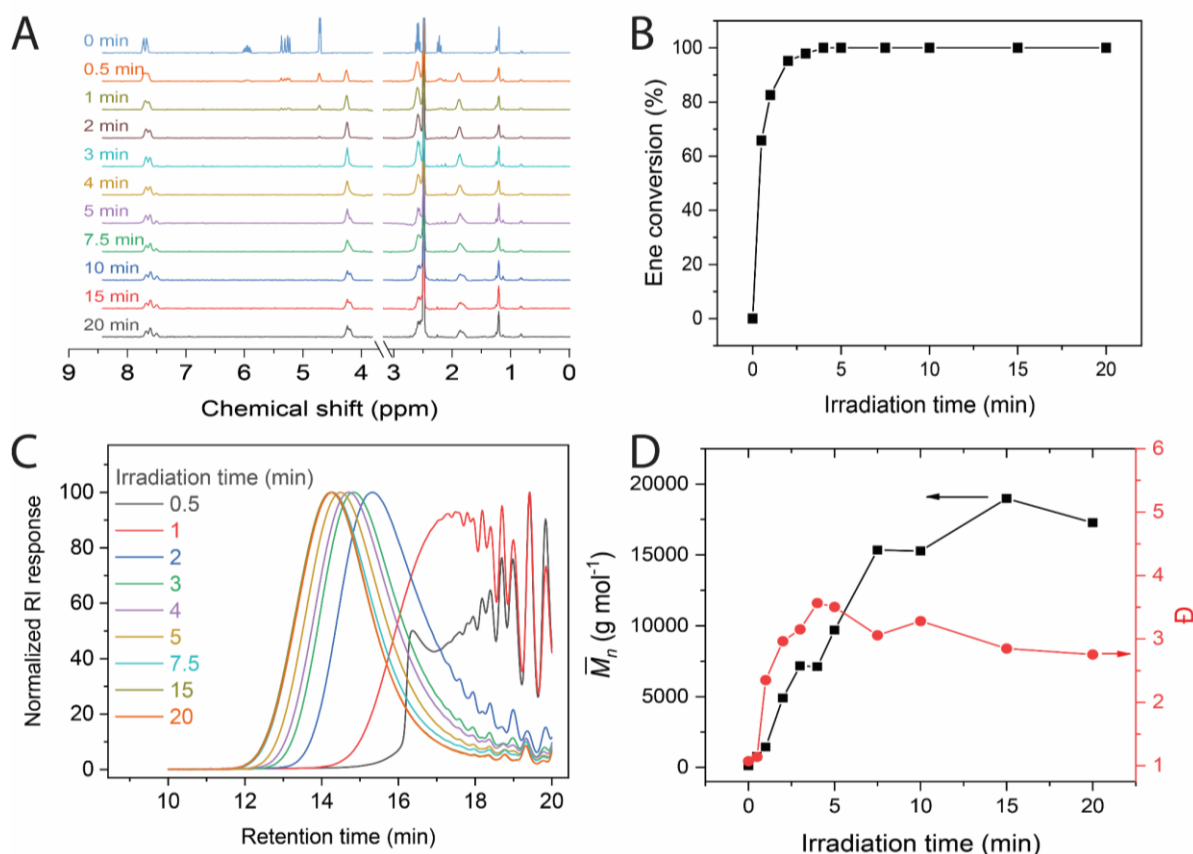 A
0 min
0.5 min
1 min
2 min
3 min
4 min
5 min
7.5 min
10 min
15 min
20 min
9 8 7 6 5 4 3 2 1 0
Chemical shift (ppm)
B
Ene conversion (%)
100
80
60
40
20
0
0 5 10 15 20
Irradiation time (min)
C
Normalized RI response
Irradiation time (min)
0.5
1
2
3
4
5
7.5
15
20
100
80
60
40
20
0
10 12 14 16 18 20
Retention time (min)
D
M̅n (g mol⁻¹)
20000
15000
10000
5000
0
6
5
4
3
2
1
Đ
0 5 10 15 20
Irradiation time (min)